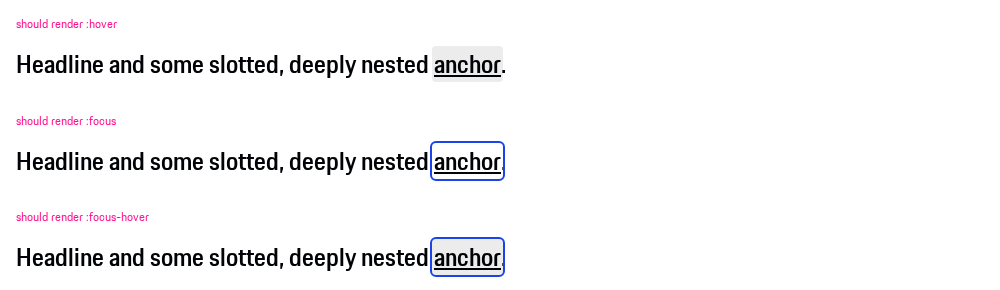 should render :hover
Headline and some slotted, deeply nested anchor.
should render :focus
Headline and some slotted, deeply nested anchor.
should render :focus-hover
Headline and some slotted, deeply nested anchor.